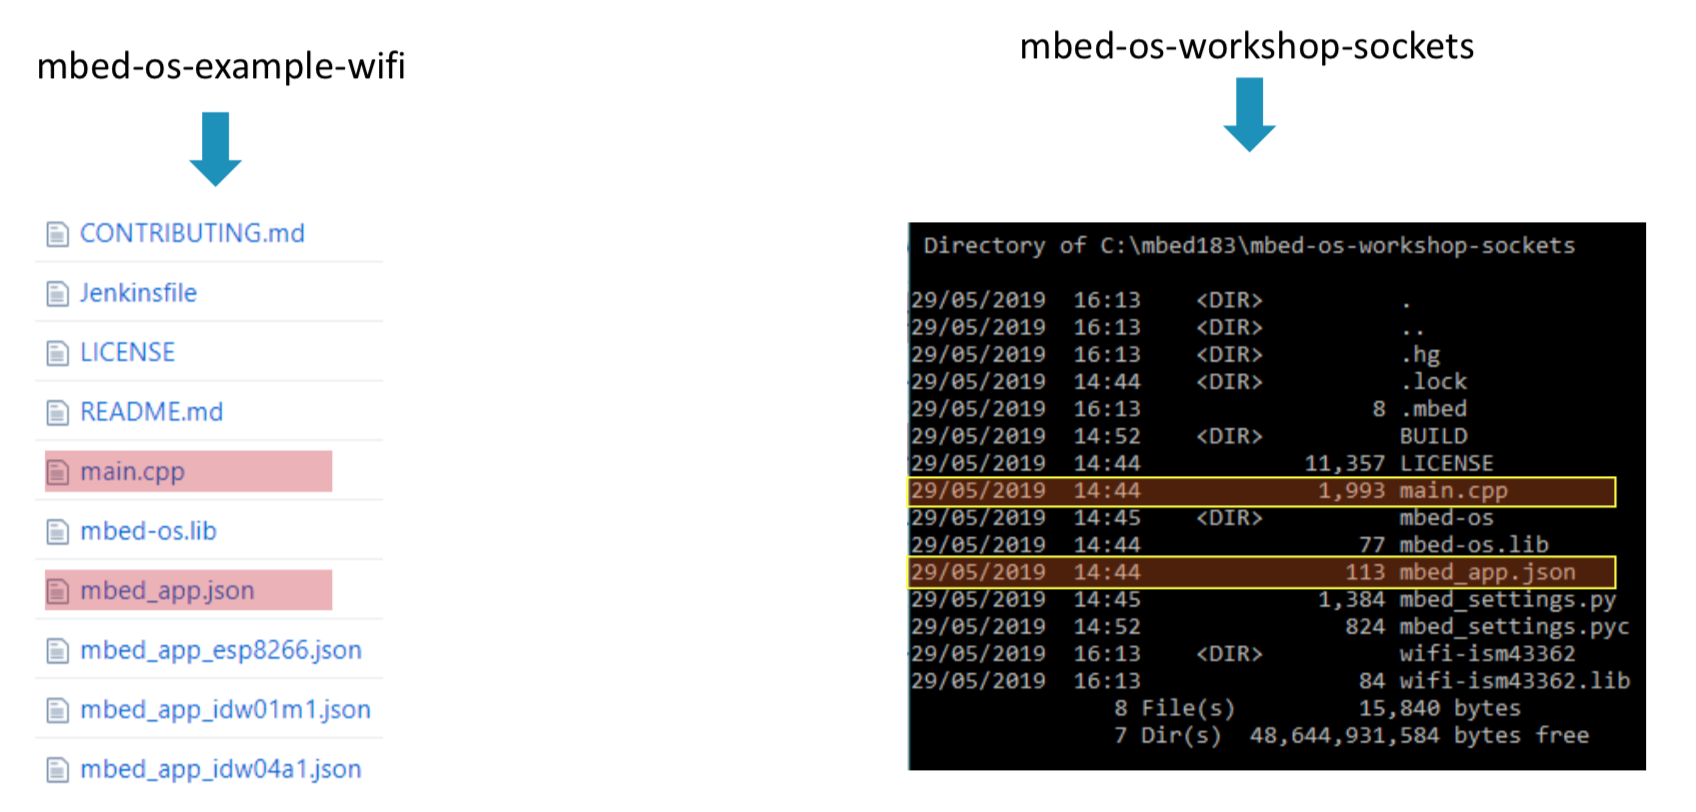 mbed-os-example-wifi
CONTRIBUTING.md
Jenkinsfile
LICENSE
README.md
main.cpp
mbed-os.lib
mbed_app.json
mbed_app_esp8266.json
mbed_app_idw01m1.json
mbed_app_idw04a1.json
mbed-os-workshop-sockets
Directory of C:\mbed183\mbed-os-workshop-sockets
29/05/2019 16:13 <DIR> .
29/05/2019 16:13 <DIR> ..
29/05/2019 16:13 <DIR> .hg
29/05/2019 14:44 <DIR> .lock
29/05/2019 16:13 8 .mbed
29/05/2019 14:52 <DIR> BUILD
29/05/2019 14:44 11,357 LICENSE
29/05/2019 14:44 1,993 main.cpp
29/05/2019 14:45 <DIR> mbed-os
29/05/2019 14:44 77 mbed-os.lib
29/05/2019 14:44 113 mbed_app.json
29/05/2019 14:45 1,384 mbed_settings.py
29/05/2019 14:52 824 mbed_settings.pyc
29/05/2019 16:13 <DIR> wifi-ism43362
29/05/2019 16:13 84 wifi-ism43362.lib
8 File(s) 15,840 bytes
7 Dir(s) 48,644,931,584 bytes free